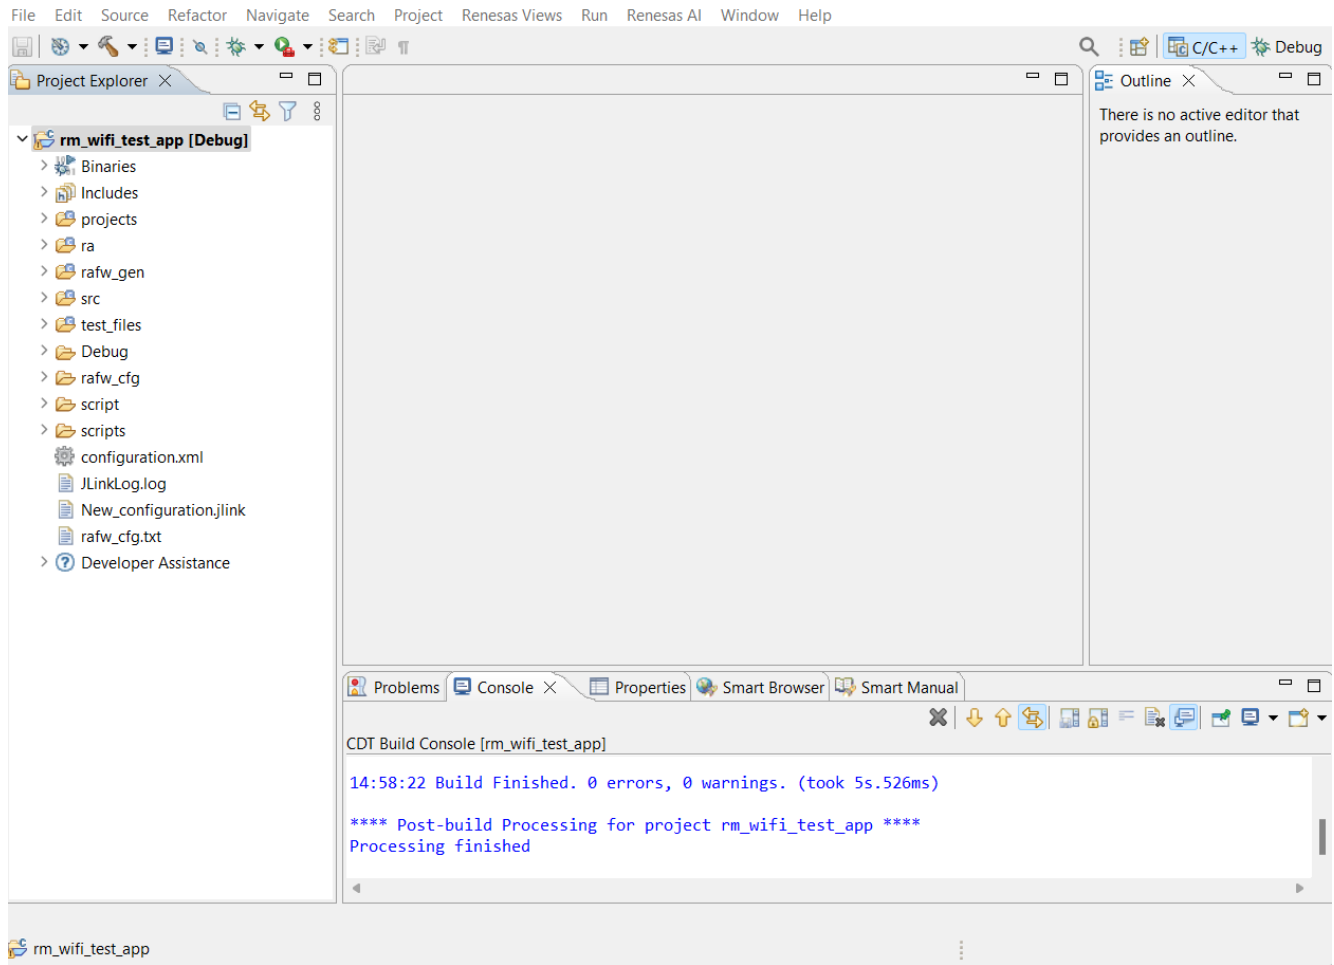 File Edit Source Refactor Navigate Search Project Renesas Views Run Renesas AI Window Help
C/C++ Debug
Project Explorer
rm_wifi_test_app [Debug]
Binaries
Includes
projects
ra
rafw_gen
src
test_files
Debug
rafw_cfg
script
scripts
configuration.xml
JLinkLog.log
New_configuration.jlink
rafw_cfg.txt
Developer Assistance
Outline
There is no active editor that
provides an outline.
Problems Console Properties Smart Browser Smart Manual
CDT Build Console [rm_wifi_test_app]
14:58:22 Build Finished. 0 errors, 0 warnings. (took 5s.526ms)
**** Post-build Processing for project rm_wifi_test_app ****
Processing finished
rm_wifi_test_app